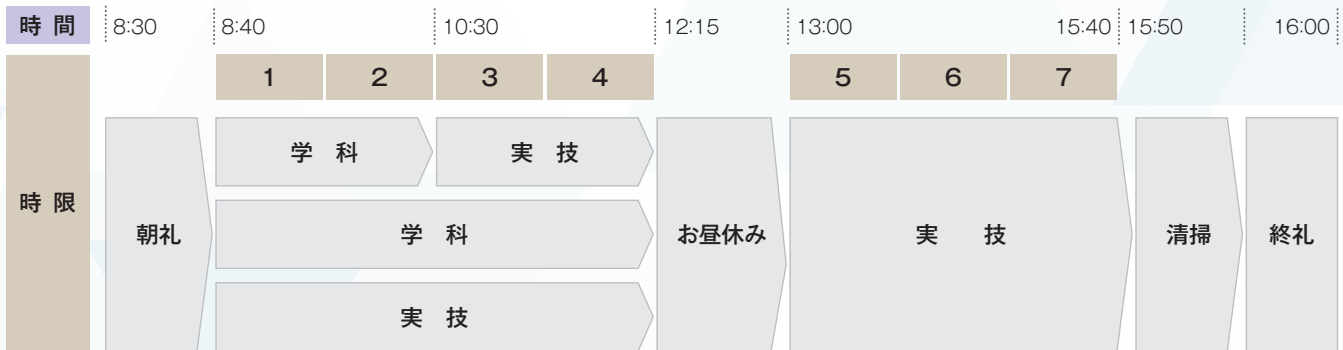 時 間 8:30 8:40 10:30 12:15 13:00 15:40 15:50 16:00
時 限 1 2 3 4 5 6 7
学 科 実 技
朝礼 学 科 お昼休み 実 技 清掃 終礼
実 技